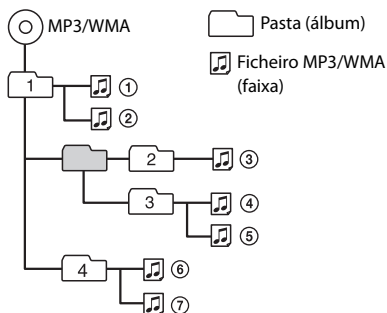 MP3/WMA
Pasta (álbum)
Ficheiro MP3/WMA
(faixa)
1
①
②
2
③
3
④
⑤
4
⑥
⑦